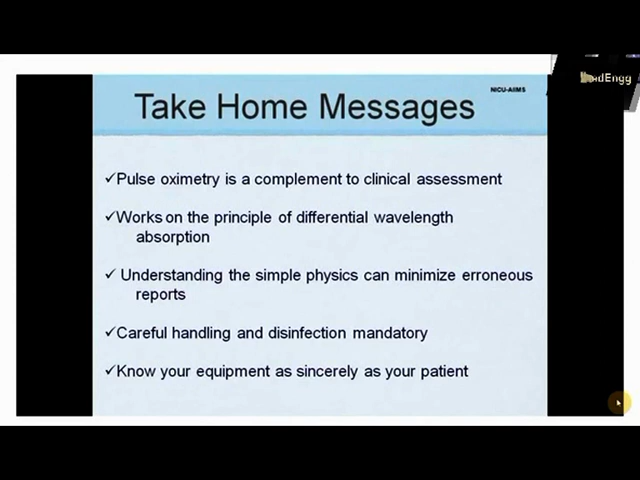 NICU-AIIMS
Take Home Messages
✓Pulse oximetry is a complement to clinical assessment
✓Works on the principle of differential wavelength
absorption
✓ Understanding the simple physics can minimize erroneous
reports
✓Careful handling and disinfection mandatory
✓Know your equipment as sincerely as your patient